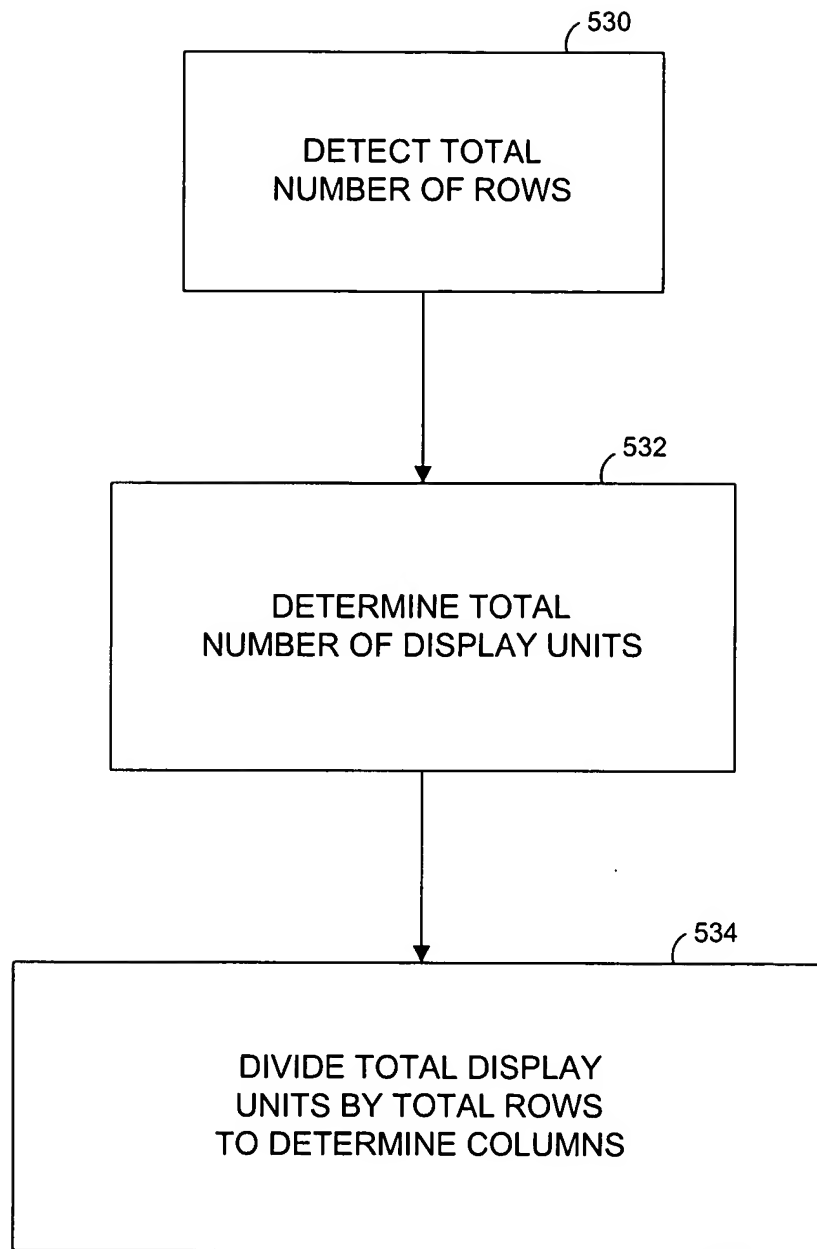 530
DETECT TOTAL
NUMBER OF ROWS
532
DETERMINE TOTAL
NUMBER OF DISPLAY UNITS
534
DIVIDE TOTAL DISPLAY
UNITS BY TOTAL ROWS
TO DETERMINE COLUMNS